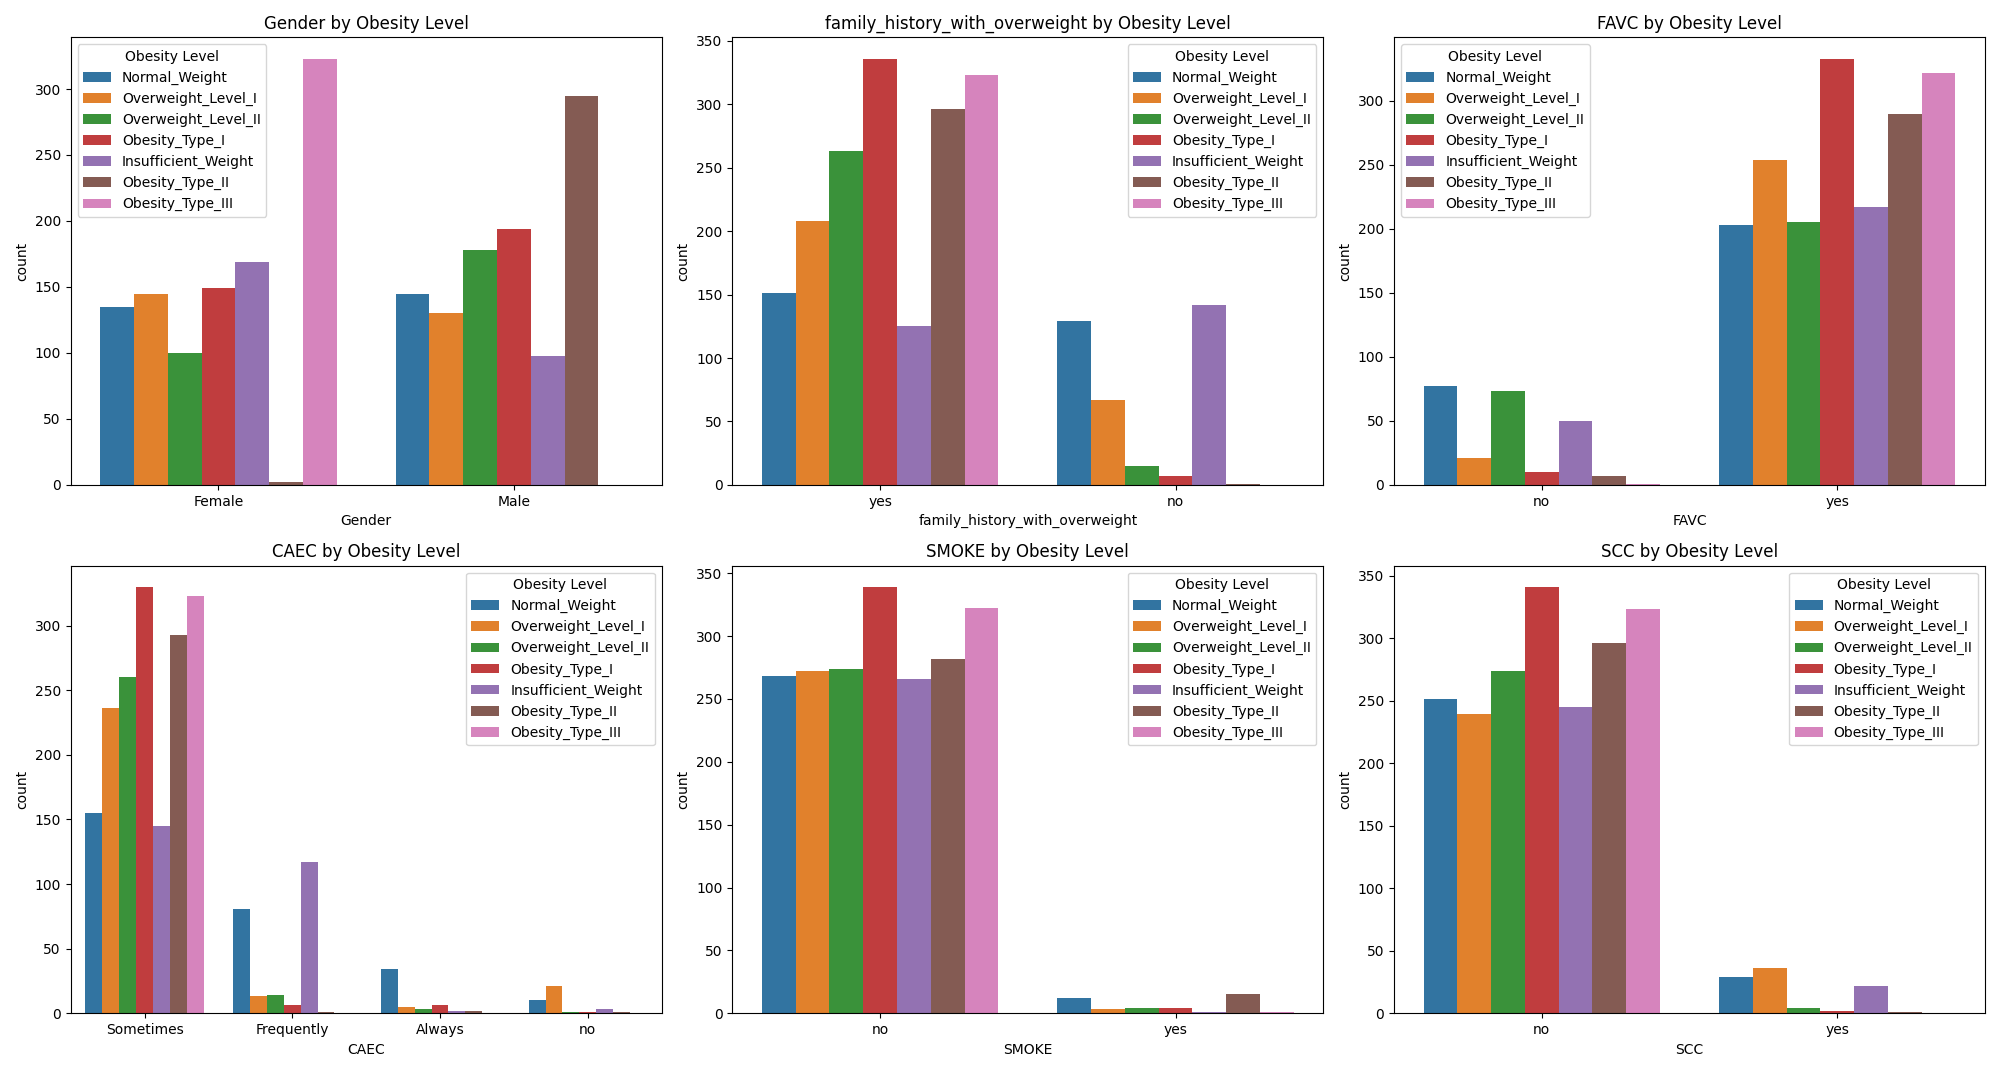 Gender by Obesity Level
Obesity Level
Normal_Weight
Overweight_Level_I
Overweight_Level_II
Obesity_Type_I
Insufficient_Weight
Obesity_Type_II
Obesity_Type_III
300
250
200
150
100
50
0
count
Female
Male
Gender
family_history_with_overweight by Obesity Level
Obesity Level
Normal_Weight
Overweight_Level_I
Overweight_Level_II
Obesity_Type_I
Insufficient_Weight
Obesity_Type_II
Obesity_Type_III
350
300
250
200
150
100
50
0
count
yes
no
family_history_with_overweight
FAVC by Obesity Level
Obesity Level
Normal_Weight
Overweight_Level_I
Overweight_Level_II
Obesity_Type_I
Insufficient_Weight
Obesity_Type_II
Obesity_Type_III
300
250
200
150
100
50
0
count
no
yes
FAVC
CAEC by Obesity Level
Obesity Level
Normal_Weight
Overweight_Level_I
Overweight_Level_II
Obesity_Type_I
Insufficient_Weight
Obesity_Type_II
Obesity_Type_III
300
250
200
150
100
50
0
count
Sometimes
Frequently
Always
no
CAEC
SMOKE by Obesity Level
Obesity Level
Normal_Weight
Overweight_Level_I
Overweight_Level_II
Obesity_Type_I
Insufficient_Weight
Obesity_Type_II
Obesity_Type_III
350
300
250
200
150
100
50
0
count
no
yes
SMOKE
SCC by Obesity Level
Obesity Level
Normal_Weight
Overweight_Level_I
Overweight_Level_II
Obesity_Type_I
Insufficient_Weight
Obesity_Type_II
Obesity_Type_III
350
300
250
200
150
100
50
0
count
no
yes
SCC